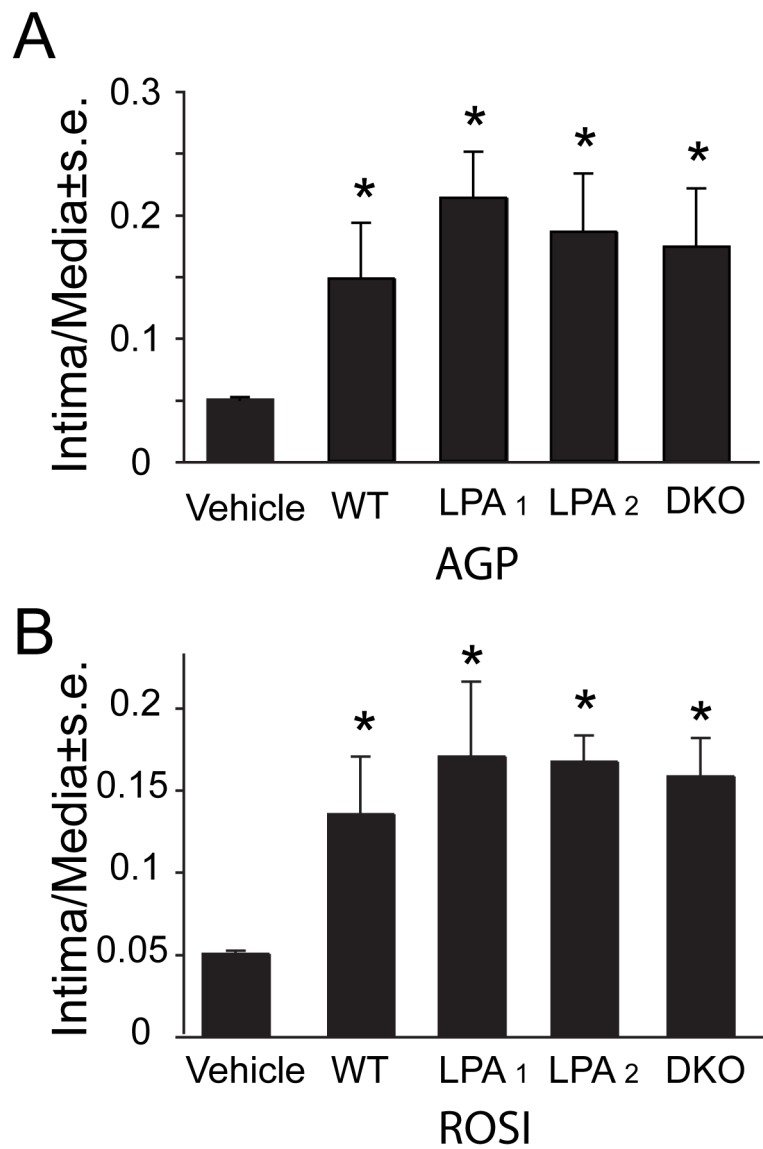 A
Intima/Media±s.e.
0.3
0.2
0.1
0
*
*
*
*
Vehicle WT LPA 1 LPA 2 DKO
AGP
B
Intima/Media±s.e.
0.2
0.15
0.1
0.05
0
*
*
*
*
Vehicle WT LPA 1 LPA 2 DKO
ROSI